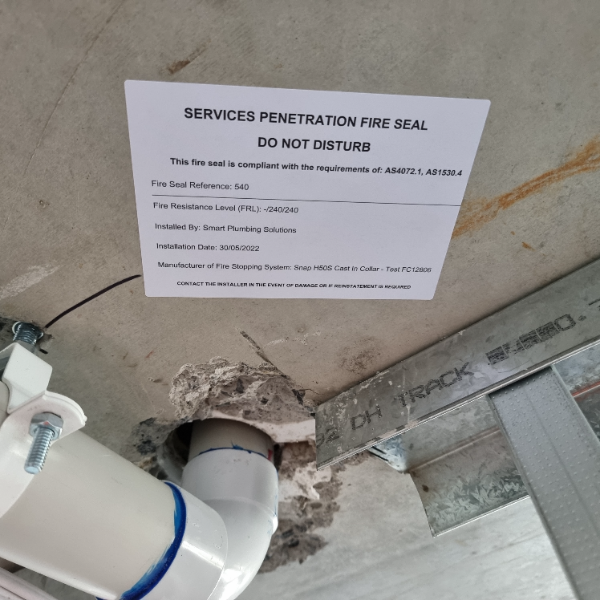 SERVICES PENETRATION FIRE SEAL
DO NOT DISTURB
This fire seal is compliant with the requirements of: AS4072.1, AS1530.4
Fire Seal Reference: 540
Fire Resistance Level (FRL): -/240/240
Installed By: Smart Plumbing Solutions
Installation Date: 30/05/2022
Manufacturer of Fire Stopping System: Snap H50S Cast In Collar - Test FC12806
CONTACT THE INSTALLER IN THE EVENT OF DAMAGE OR IF REINSTATEMENT IS REQUIRED
DH TRACK